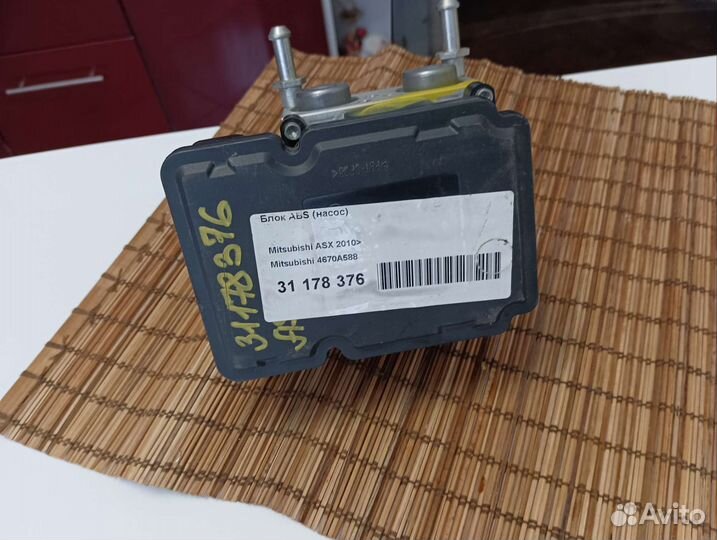 Блок ABS (насос)
Mitsubishi ASX 2010>
Mitsubishi 4670A588
31 178 376
31178376
Avito